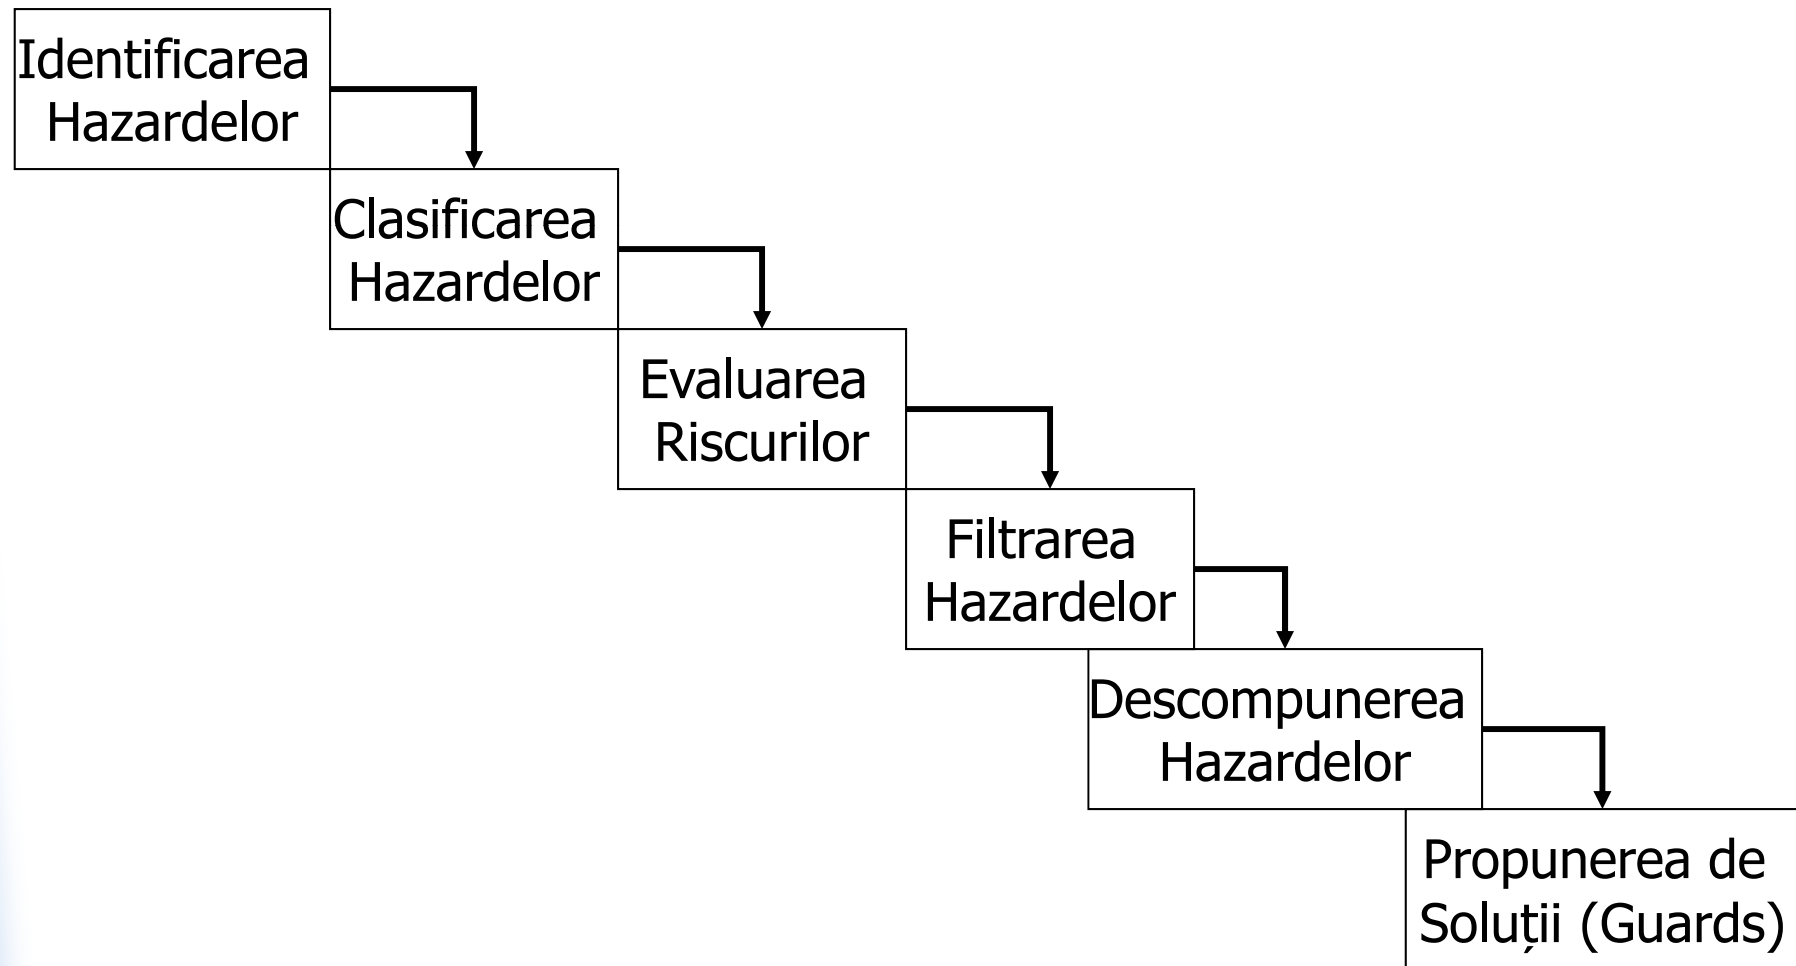 Identificarea
Hazardelor
Clasificarea
Hazardelor
Evaluarea
Riscurilor
Filtrarea
Hazardelor
Descompunerea
Hazardelor
Propunerea de
Soluții (Guards)